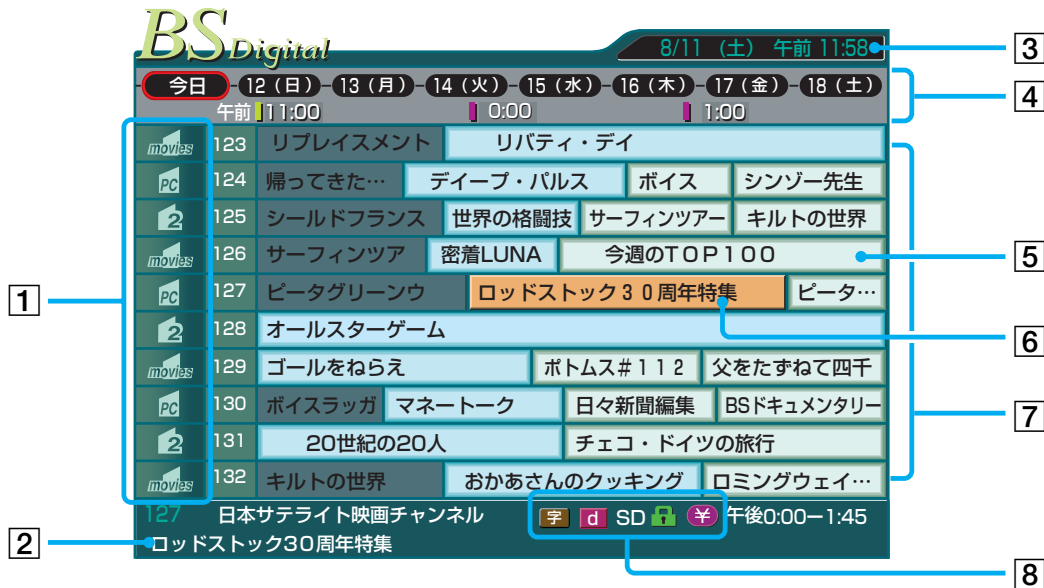 BS Digital
8/11 (土) 午前 11:58
3
今日 12(日) 13(月) 14(火) 15(水) 16(木) 17(金) 18(土)
4
午前 11:00 0:00 1:00
movies 123 リプレイスメント リバティ・デイ
PC 124 帰ってきた… デイープ・パルス ボイス シンゾー先生
2 125 シールドフランス 世界の格闘技 サーフィンツアー キルトの世界
movies 126 サーフィンツア 密着LUNA 今週のTOP100
5
1
PC 127 ピータグリーンウ ロッドストック30周年特集 ピータ…
6
2 128 オールスターゲーム
movies 129 ゴールをねらえ ポトムス#112 父をたずねて四千
PC 130 ボイスラッガ マネートーク 日々新聞編集 BSドキュメンタリー
7
2 131 20世紀の20人 チェコ・ドイツの旅行
movies 132 キルトの世界 おかあさんのクッキング ロミングウェイ…
127 日本サテライト映画チャンネル 字 d SD ¥ 午後0:00ー1:45
2
ロッドストック30周年特集
8